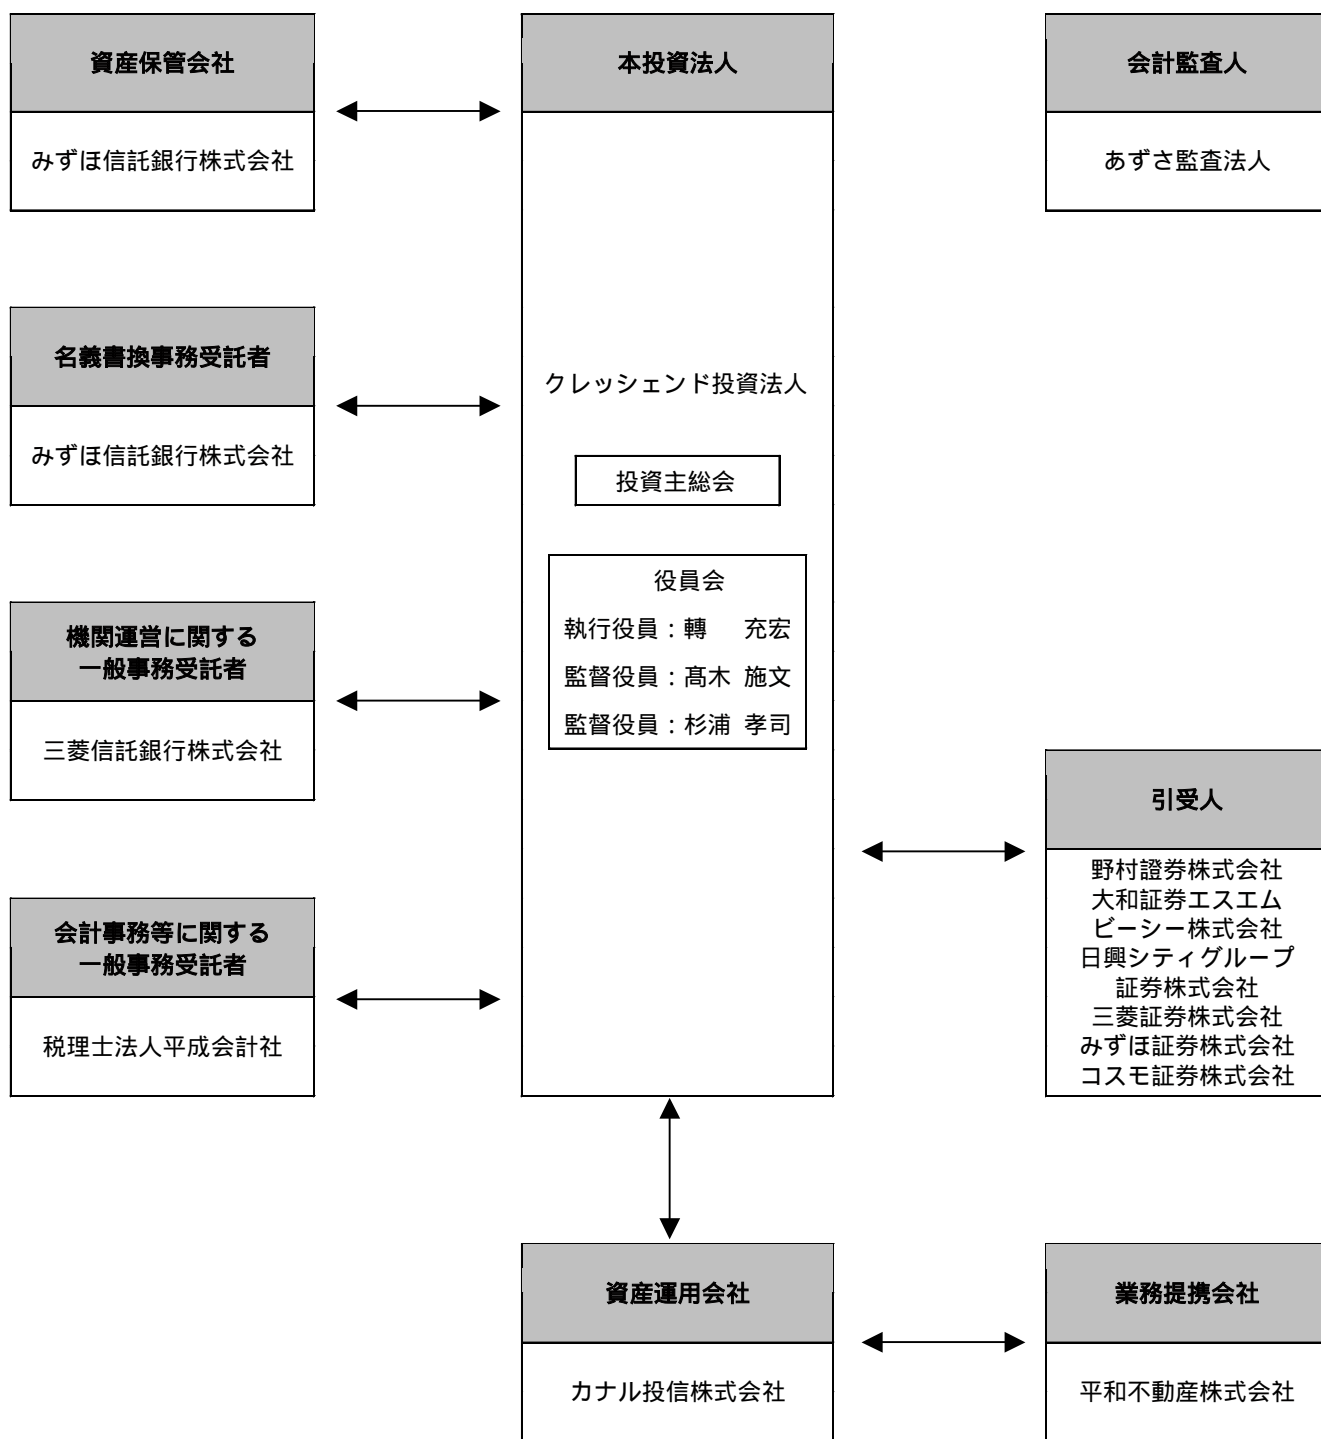 資産保管会社
みずほ信託銀行株式会社
本投資法人
会計監査人
あずさ監査法人
名義書換事務受託者
みずほ信託銀行株式会社
クレッシェンド投資法人
投資主総会
役員会
執行役員：轉　充宏
監督役員：髙木 施文
監督役員：杉浦 孝司
機関運営に関する
一般事務受託者
三菱信託銀行株式会社
引受人
野村證券株式会社
大和証券エスエム
ビーシー株式会社
日興シティグループ
証券株式会社
三菱証券株式会社
みずほ証券株式会社
コスモ証券株式会社
会計事務等に関する
一般事務受託者
税理士法人平成会計社
資産運用会社
カナル投信株式会社
業務提携会社
平和不動産株式会社